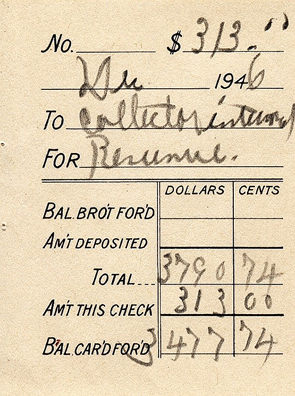 No. $ 313.00
Dec 1946
To Collector internal
For Revenue.
DOLLARS CENTS
BAL. BRO'T FOR'D
AM'T DEPOSITED
TOTAL... 3790 74
AM'T THIS CHECK 313 00
BAL. CAR'D FOR'D 3477 74